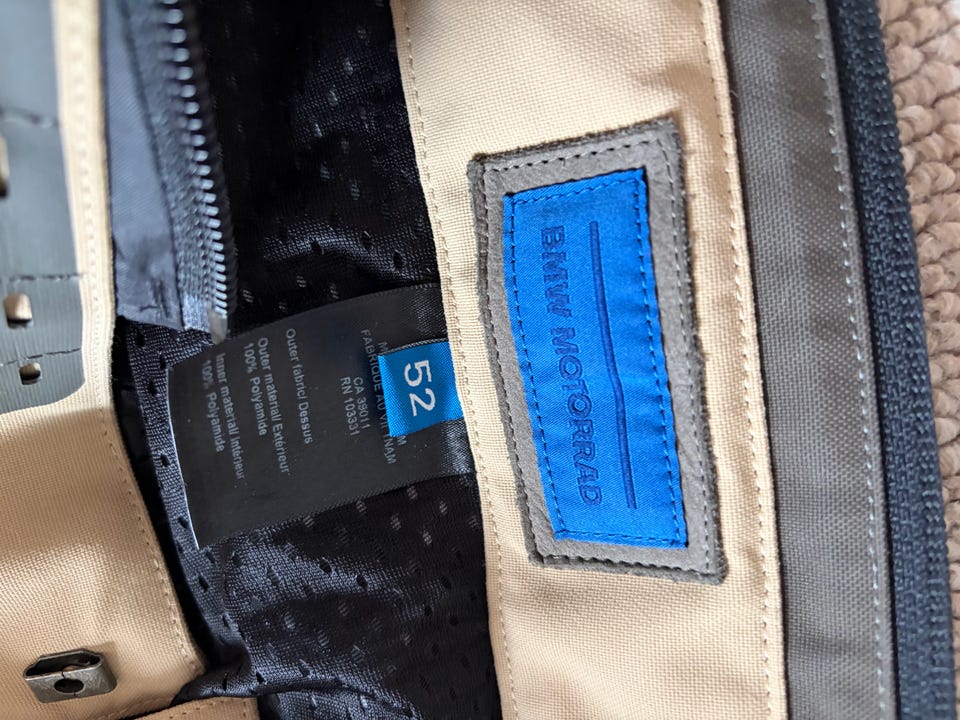 BMW MOTORRAD
52
FABRIQUE AU VIETNAM
CA 39011
RN 103331
Outer fabric| Dessus
Outer material| Extérieur
100% Polyamide
Inner material| Intérieur
100% Polyamide